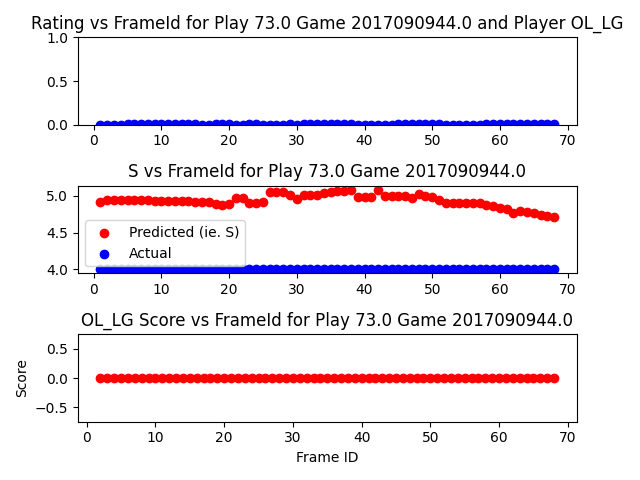 Rating vs FrameId for Play 73.0 Game 2017090944.0 and Player OL_LG
1.0
0.5
0.0
0 10 20 30 40 50 60 70
S vs FrameId for Play 73.0 Game 2017090944.0
5.0
4.5
4.0
Predicted (ie. S)
Actual
0 10 20 30 40 50 60 70
OL_LG Score vs FrameId for Play 73.0 Game 2017090944.0
Score
0.5
0.0
−0.5
0 10 20 30 40 50 60 70
Frame ID